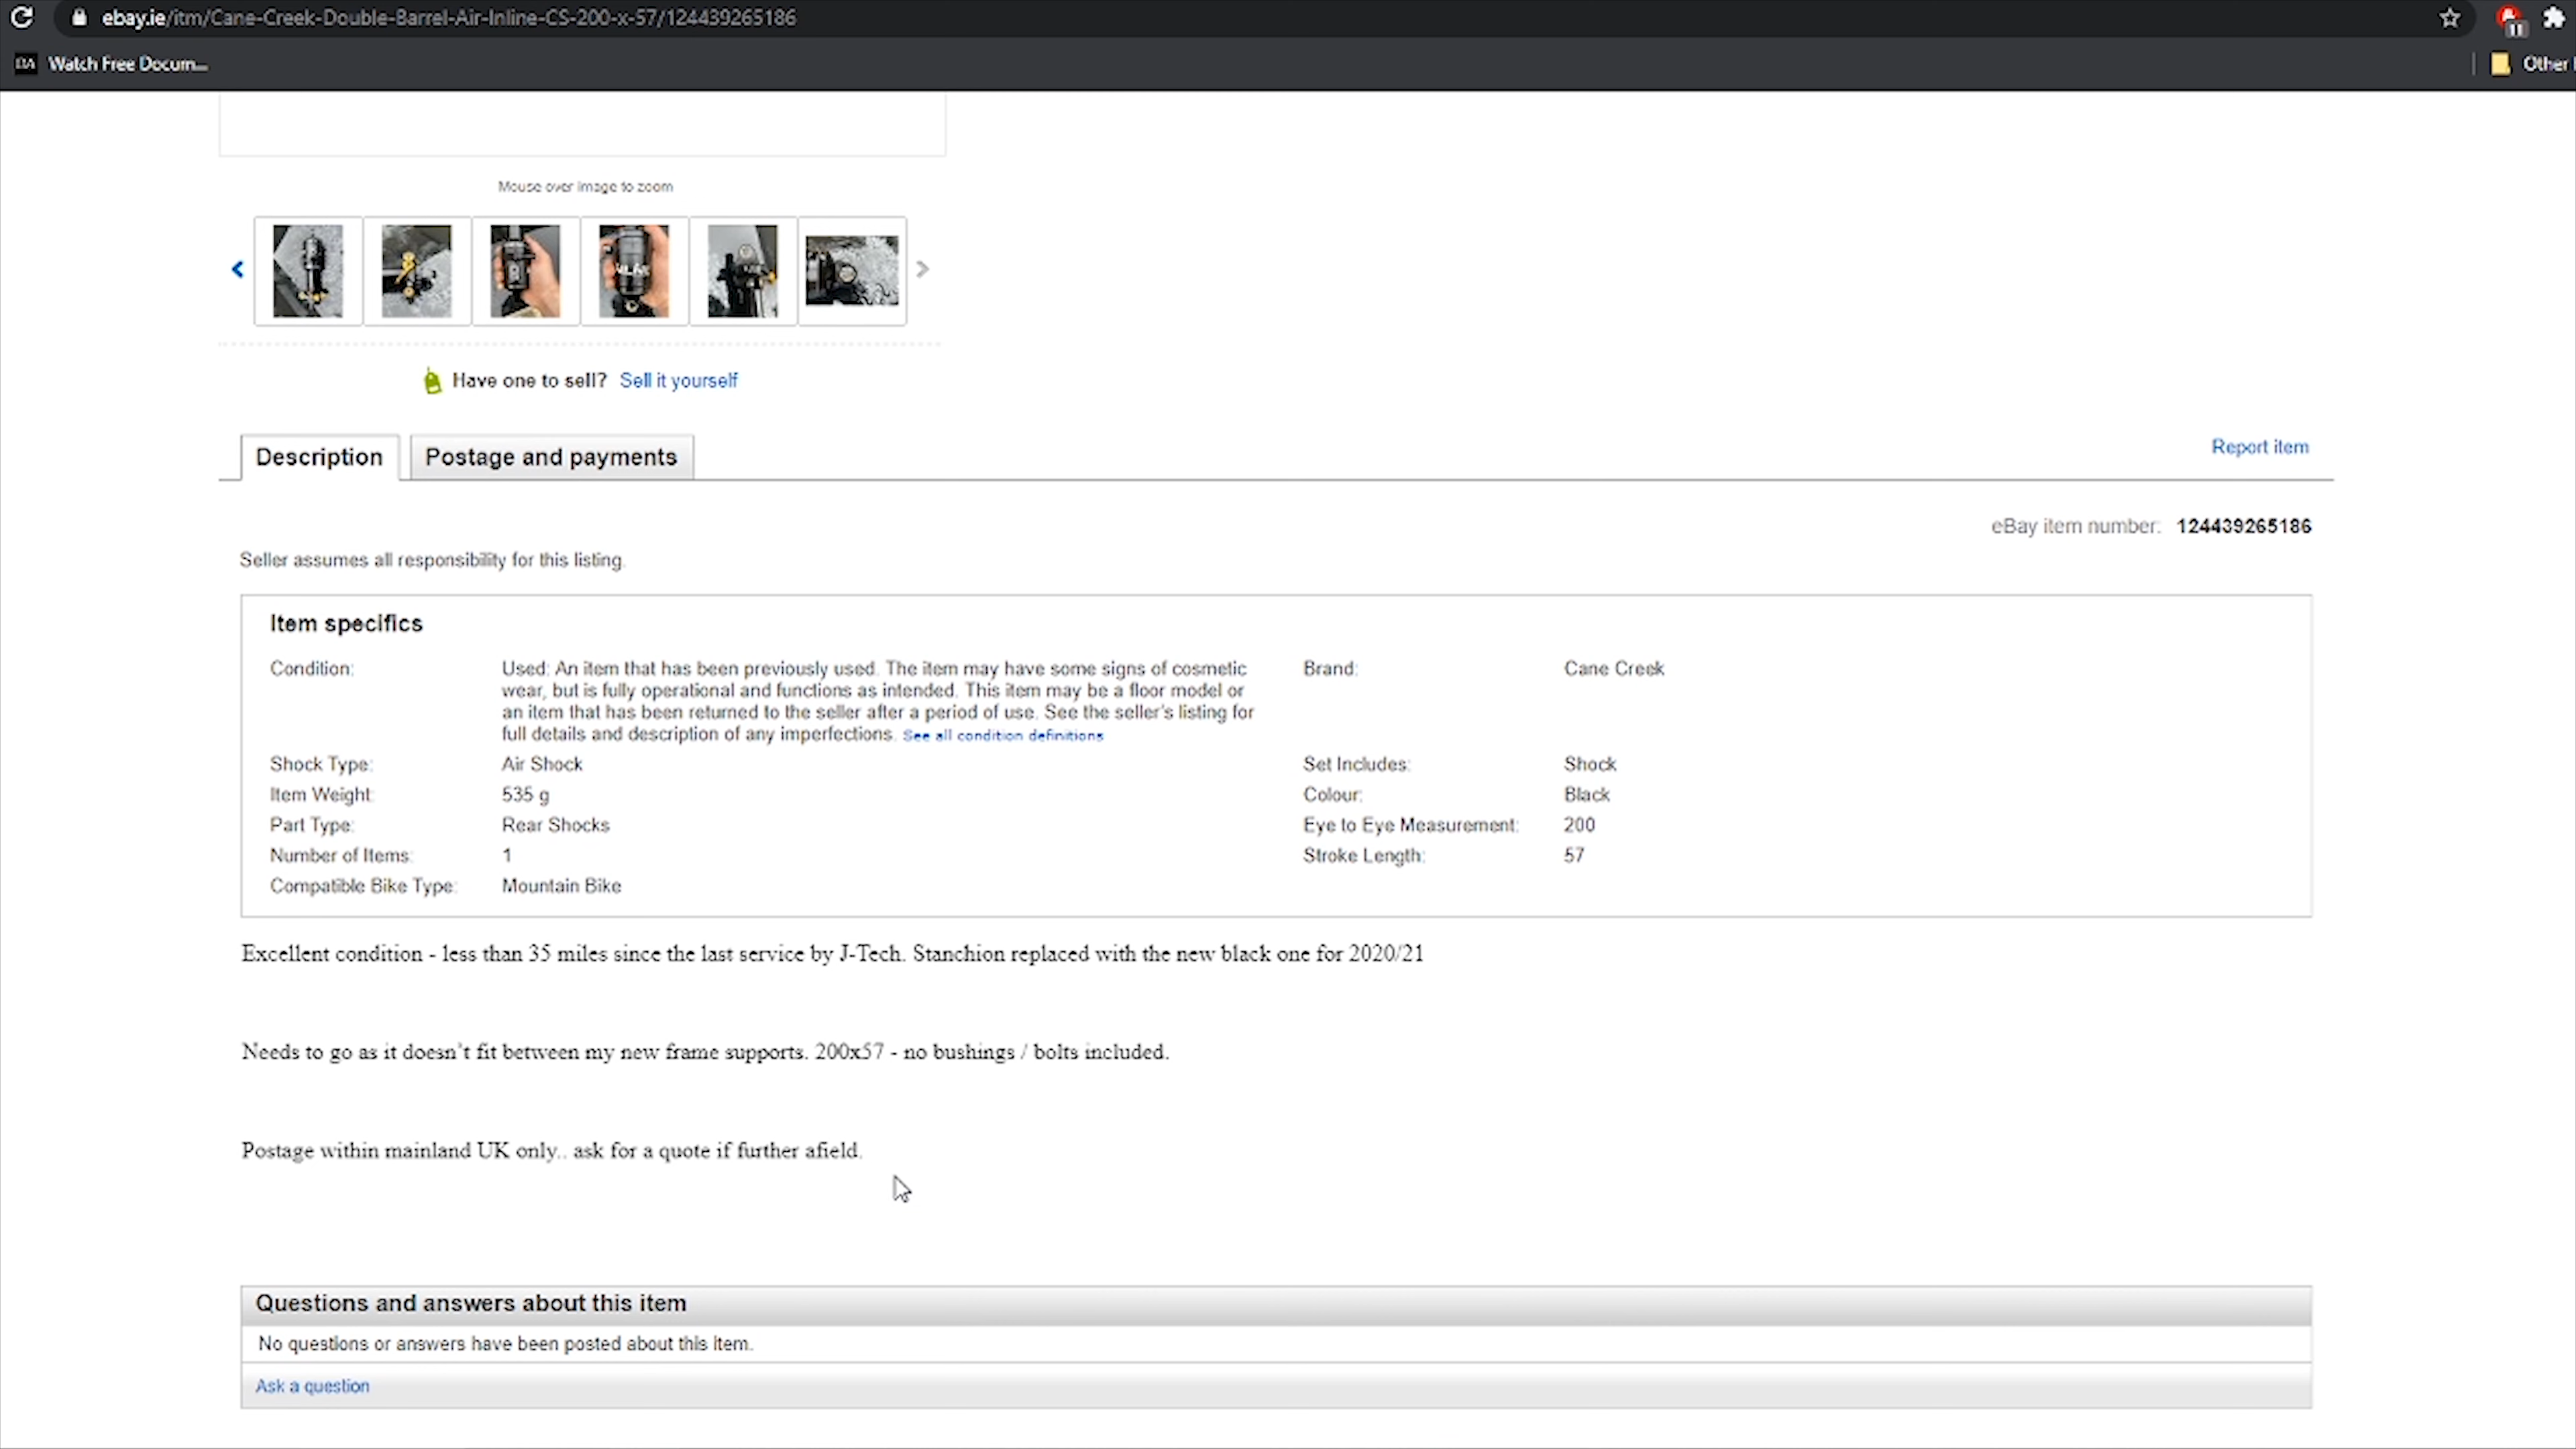 ebay.ie/itm/Cane-Creek-Double-Barrel-Air-Inline-CS-200-x-57/124439265186
Watch Free Docum...
Other
Mouse over image to zoom
Have one to sell? Sell it yourself
Description
Postage and payments
Report item
eBay item number: 124439265186
Seller assumes all responsibility for this listing.
Item specifics
Condition: Used: An item that has been previously used. The item may have some signs of cosmetic
wear, but is fully operational and functions as intended. This item may be a floor model or
an item that has been returned to the seller after a period of use. See the seller's listing for
full details and description of any imperfections. See all condition definitions
Brand: Cane Creek
Shock Type: Air Shock
Set Includes: Shock
Item Weight: 535 g
Colour: Black
Part Type: Rear Shocks
Eye to Eye Measurement: 200
Number of Items: 1
Stroke Length: 57
Compatible Bike Type: Mountain Bike
Excellent condition - less than 35 miles since the last service by J-Tech. Stanchion replaced with the new black one for 2020/21
Needs to go as it doesn't fit between my new frame supports. 200x57 - no bushings / bolts included.
Postage within mainland UK only.. ask for a quote if further afield.
Questions and answers about this item
No questions or answers have been posted about this item.
Ask a question